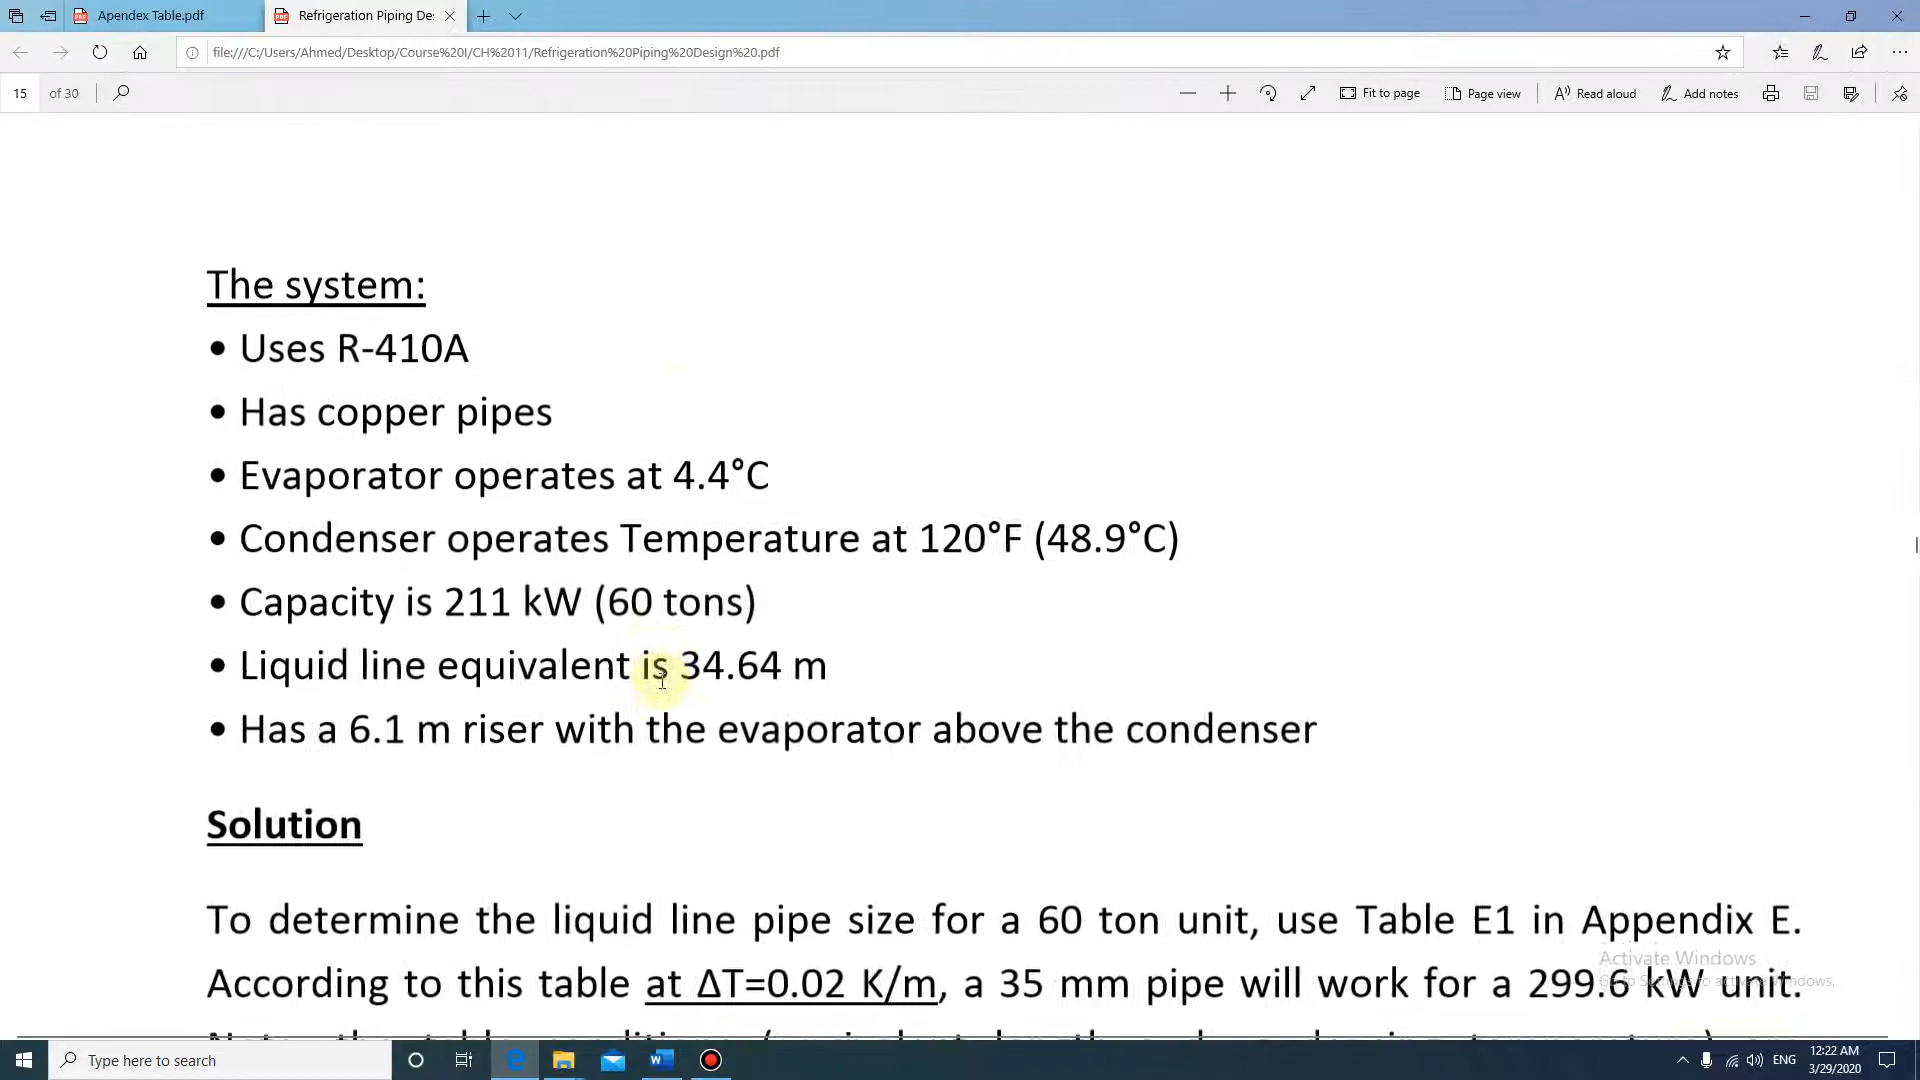 Apendex Table.pdf
Refrigeration Piping De:
file:///C:/Users/Ahmed/Desktop/Course%20I/CH%2011/Refrigeration%20Piping%20Design%20.pdf
15 of 30
Fit to page
Page view
Read aloud
Add notes
The system:
• Uses R-410A
• Has copper pipes
• Evaporator operates at 4.4°C
• Condenser operates Temperature at 120°F (48.9°C)
• Capacity is 211 kW (60 tons)
• Liquid line equivalent is 34.64 m
• Has a 6.1 m riser with the evaporator above the condenser
Solution
To determine the liquid line pipe size for a 60 ton unit, use Table E1 in Appendix E.
Activate Windows
According to this table at ΔT=0.02 K/m, a 35 mm pipe will work for a 299.6 kW unit.
Go to Settings to activate Windows.
Type here to search
ENG
12:22 AM
3/29/2020